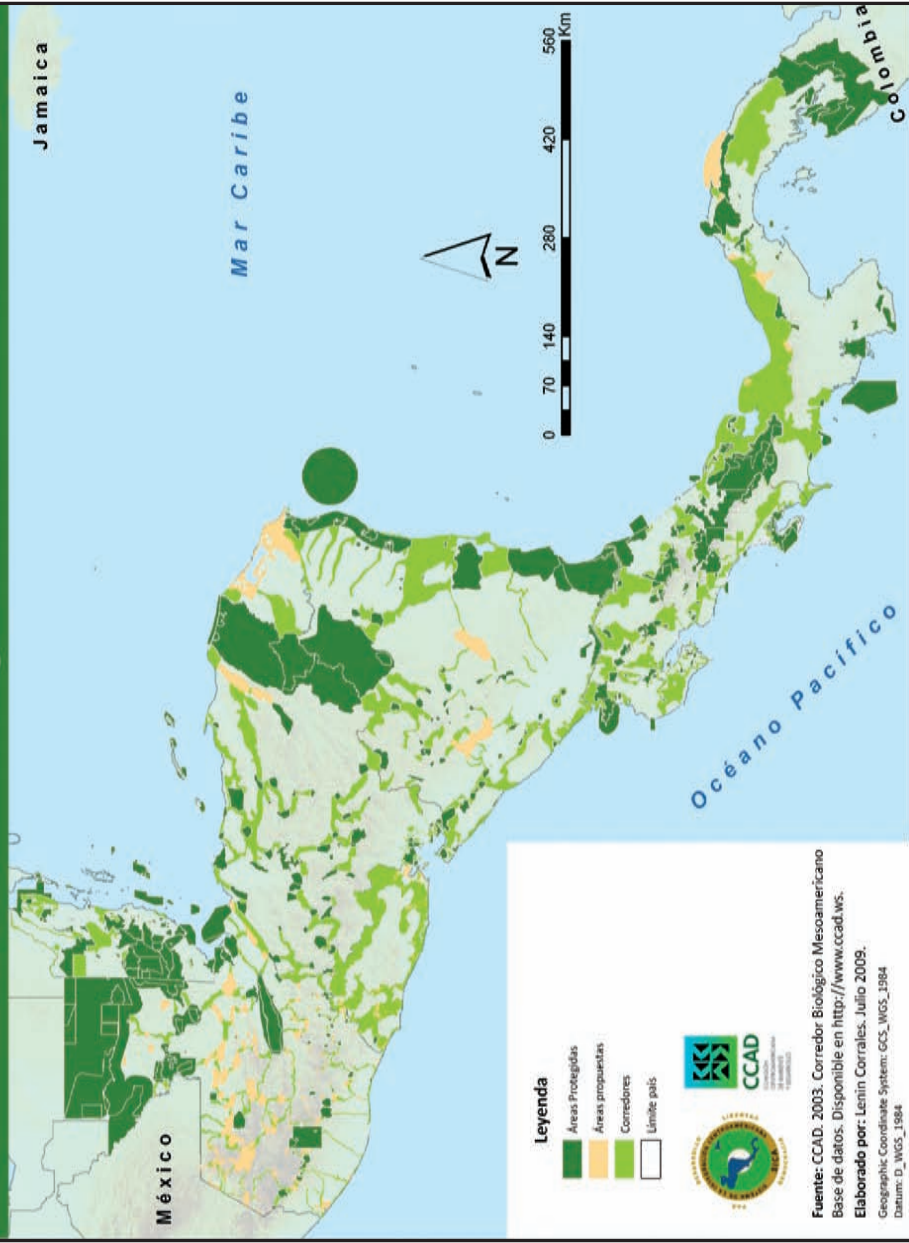 Jamaica
Mar Caribe
México
N
0 70 140 280 420 560
Km
Océano Pacífico
Colombia
Leyenda
Áreas Protegidas
Áreas propuestas
Corredores
Límite país
CCAD
SICA
Fuente: CCAD. 2003. Corredor Biológico Mesoamericano
Base de datos. Disponible en http://www.ccad.ws.
Elaborado por: Lenin Corrales. Julio 2009.
Geographic Coordinate System: GCS_WGS_1984
Datum: D_WGS_1984